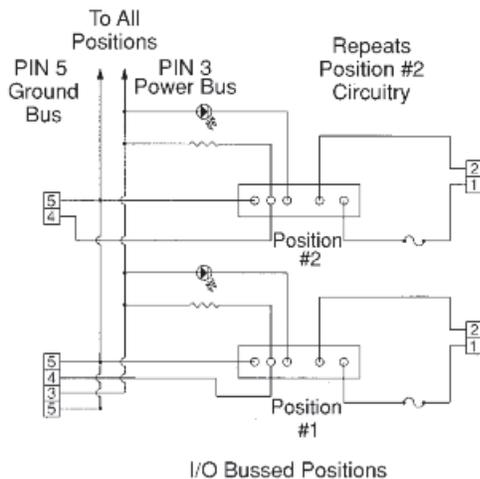 To All
Positions
PIN 5
Ground
Bus
PIN 3
Power Bus
Repeats
Position #2
Circuitry
2
1
5
4
Position
#2
2
1
5
4
3
5
Position
#1
I/O Bussed Positions